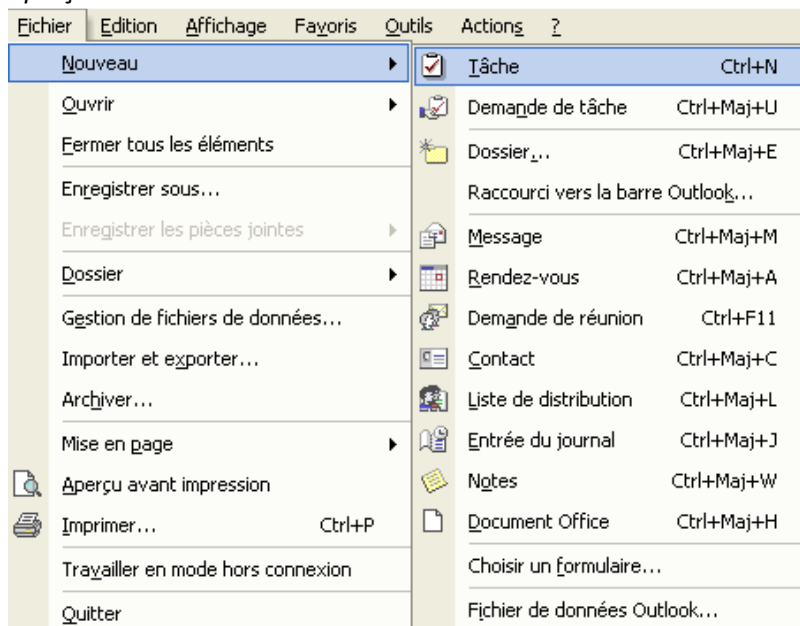 Fichier Edition Affichage Favoris Outils Actions ?
Nouveau
Ouvrir
Fermer tous les éléments
Enregistrer sous...
Enregistrer les pièces jointes
Dossier
Gestion de fichiers de données...
Importer et exporter...
Archiver...
Mise en page
Aperçu avant impression
Imprimer... Ctrl+P
Travailler en mode hors connexion
Quitter
Tâche Ctrl+N
Demande de tâche Ctrl+Maj+U
Dossier... Ctrl+Maj+E
Raccourci vers la barre Outlook...
Message Ctrl+Maj+M
Rendez-vous Ctrl+Maj+A
Demande de réunion Ctrl+F11
Contact Ctrl+Maj+C
Liste de distribution Ctrl+Maj+L
Entrée du journal Ctrl+Maj+J
Notes Ctrl+Maj+W
Document Office Ctrl+Maj+H
Choisir un formulaire...
Fichier de données Outlook...